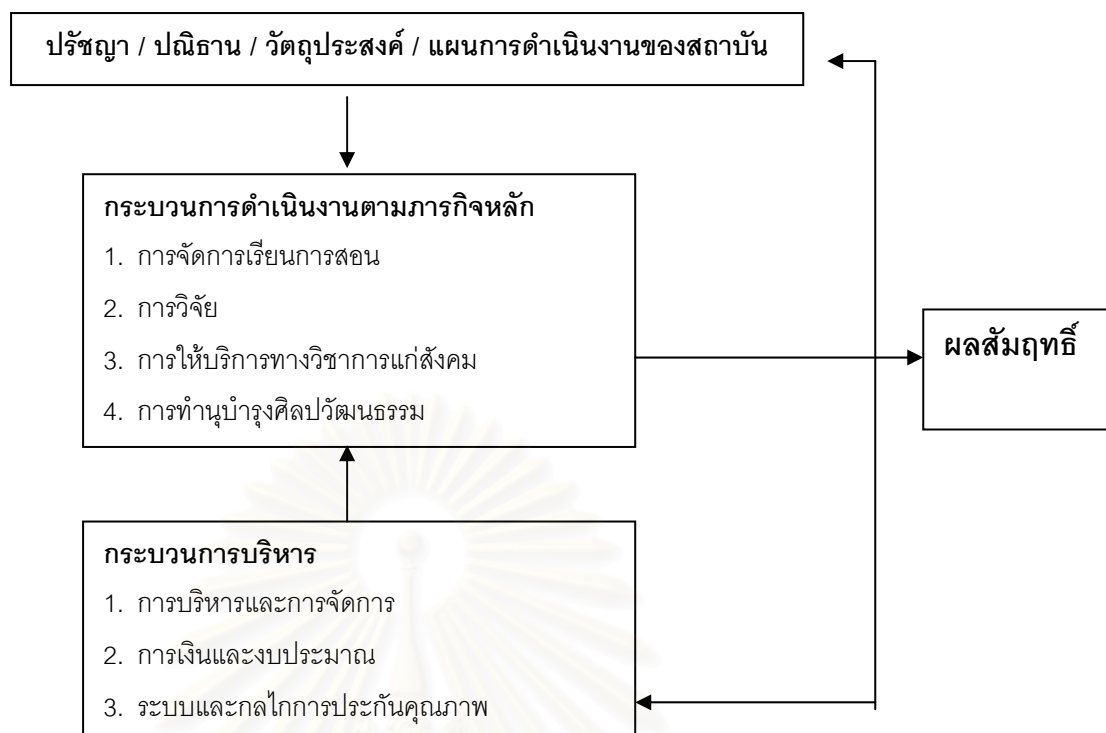 ปรัชญา / ปณิธาน / วัตถุประสงค์ / แผนการดำเนินงานของสถาบัน
กระบวนการดำเนินงานตามภารกิจหลัก
1. การจัดการเรียนการสอน
2. การวิจัย
3. การให้บริการทางวิชาการแก่สังคม
4. การทำนุบำรุงศิลปวัฒนธรรม
ผลสัมฤทธิ์
กระบวนการบริหาร
1. การบริหารและการจัดการ
2. การเงินและงบประมาณ
3. ระบบและกลไกการประกันคุณภาพ